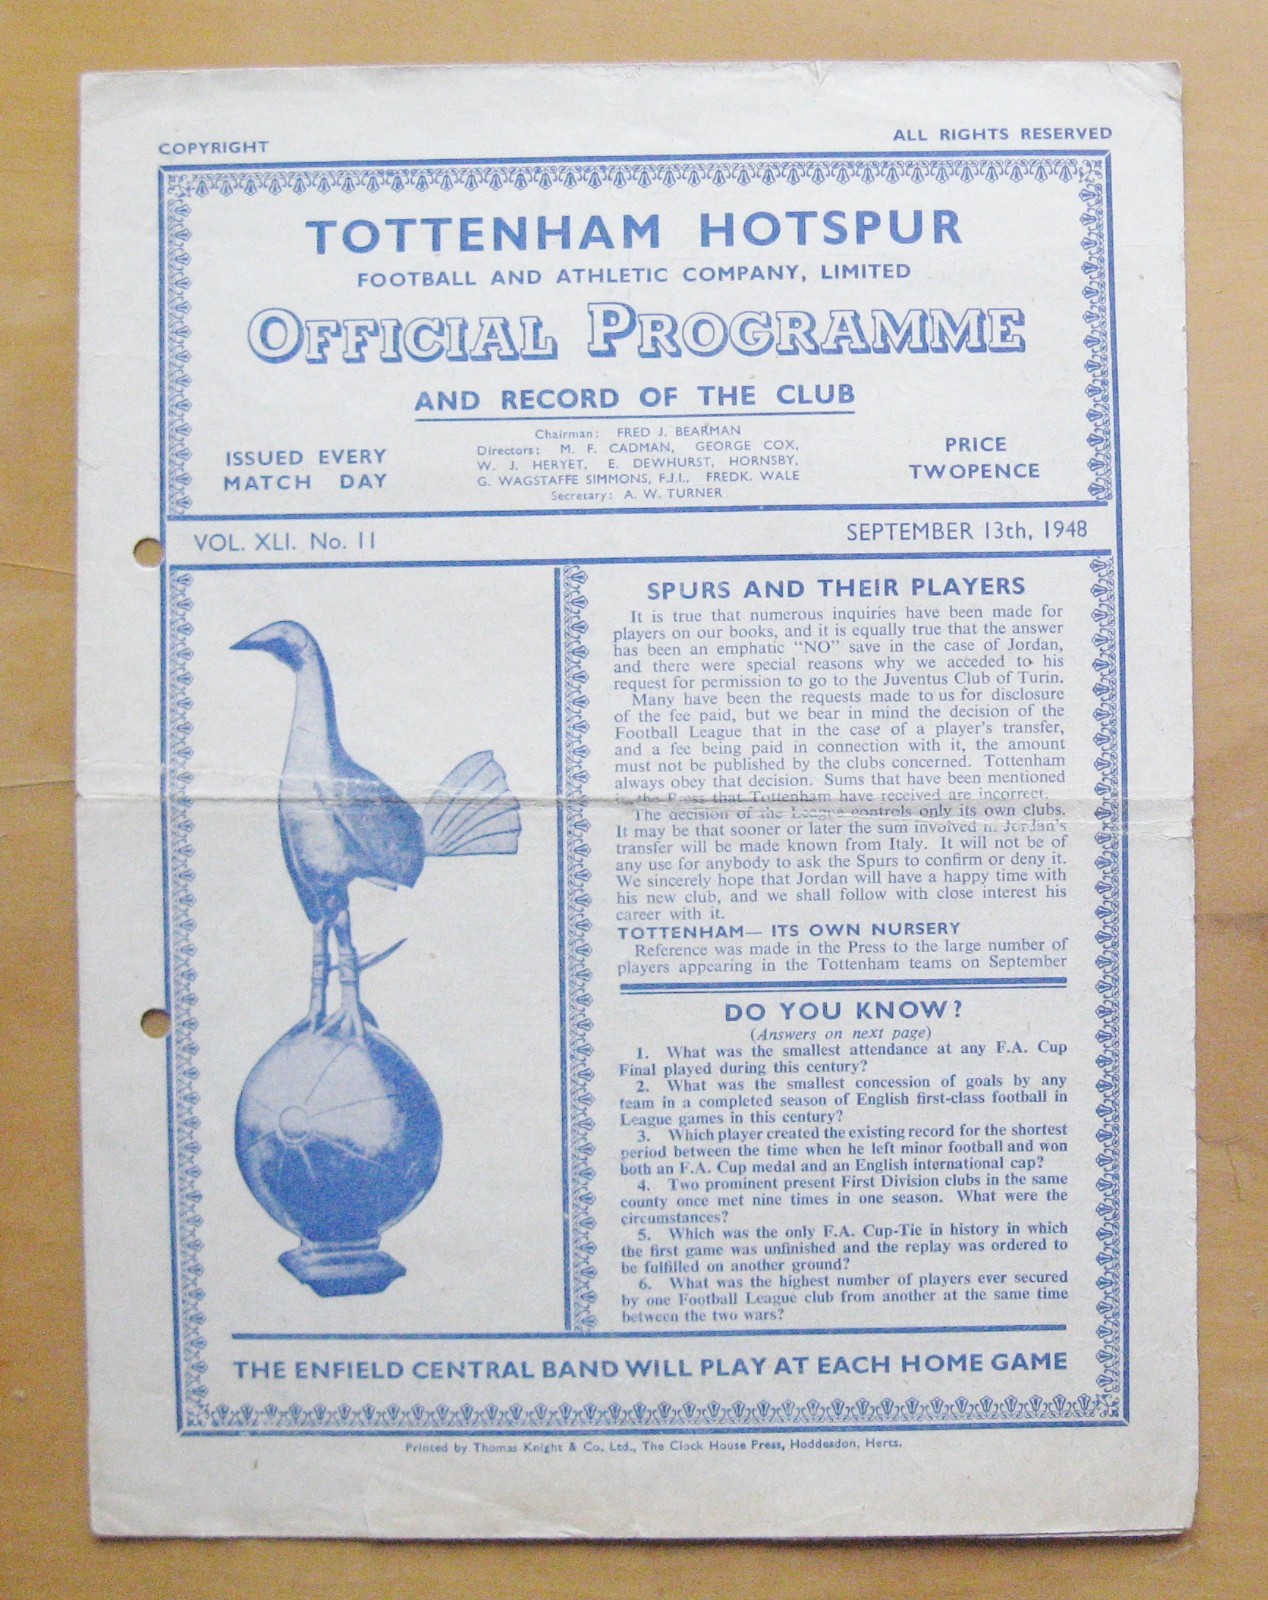 COPYRIGHT
ALL RIGHTS RESERVED
TOTTENHAM HOTSPUR
FOOTBALL AND ATHLETIC COMPANY, LIMITED
OFFICIAL PROGRAMME
AND RECORD OF THE CLUB
ISSUED EVERY
MATCH DAY
Chairman: FRED J. BEARMAN
Directors: M. F. CADMAN, GEORGE COX,
W. J. HERYET, E. DEWHURST, HORNSBY,
G. WAGSTAFFE SIMMONS, F.J.I., FREDK. WALE
Secretary: A. W. TURNER
PRICE
TWOPENCE
VOL. XLI. No. 11
SEPTEMBER 13th, 1948
SPURS AND THEIR PLAYERS
It is true that numerous inquiries have been made for
players on our books, and it is equally true that the answer
has been an emphatic "NO" save in the case of Jordan,
and there were special reasons why we acceded to his
request for permission to go to the Juventus Club of Turin.
Many have been the requests made to us for disclosure
of the fee paid, but we bear in mind the decision of the
Football League that in the case of a player's transfer,
and a fee being paid in connection with it, the amount
must not be published by the clubs concerned. Tottenham
always obey that decision. Sums that have been mentioned
in the Press that Tottenham have received are incorrect.
The decision of the League controls only its own clubs.
It may be that sooner or later the sum involved in Jordan's
transfer will be made known from Italy. It will not be of
any use for anybody to ask the Spurs to confirm or deny it.
We sincerely hope that Jordan will have a happy time with
his new club, and we shall follow with close interest his
career with it.
TOTTENHAM— ITS OWN NURSERY
Reference was made in the Press to the large number of
players appearing in the Tottenham teams on September
DO YOU KNOW?
(Answers on next page)
1. What was the smallest attendance at any F.A. Cup
Final played during this century?
2. What was the smallest concession of goals by any
team in a completed season of English first-class football in
League games in this century?
3. Which player created the existing record for the shortest
period between the time when he left minor football and won
both an F.A. Cup medal and an English international cap?
4. Two prominent present First Division clubs in the same
county once met nine times in one season. What were the
circumstances?
5. Which was the only F.A. Cup-Tie in history in which
the first game was unfinished and the replay was ordered to
be fulfilled on another ground?
6. What was the highest number of players ever secured
by one Football League club from another at the same time
between the two wars?
THE ENFIELD CENTRAL BAND WILL PLAY AT EACH HOME GAME
Printed by Thomas Knight & Co. Ltd., The Clock House Press, Hoddesdon, Herts.